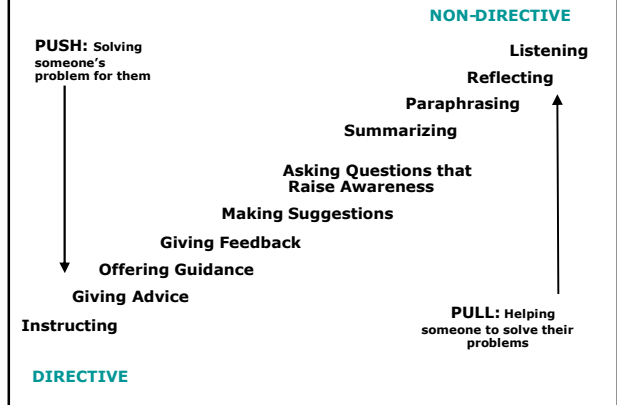 NON-DIRECTIVE
PUSH: Solving
someone's
problem for them
Listening
Reflecting
Paraphrasing
Summarizing
Asking Questions that
Raise Awareness
Making Suggestions
Giving Feedback
Offering Guidance
Giving Advice
Instructing
PULL: Helping
someone to solve their
problems
DIRECTIVE